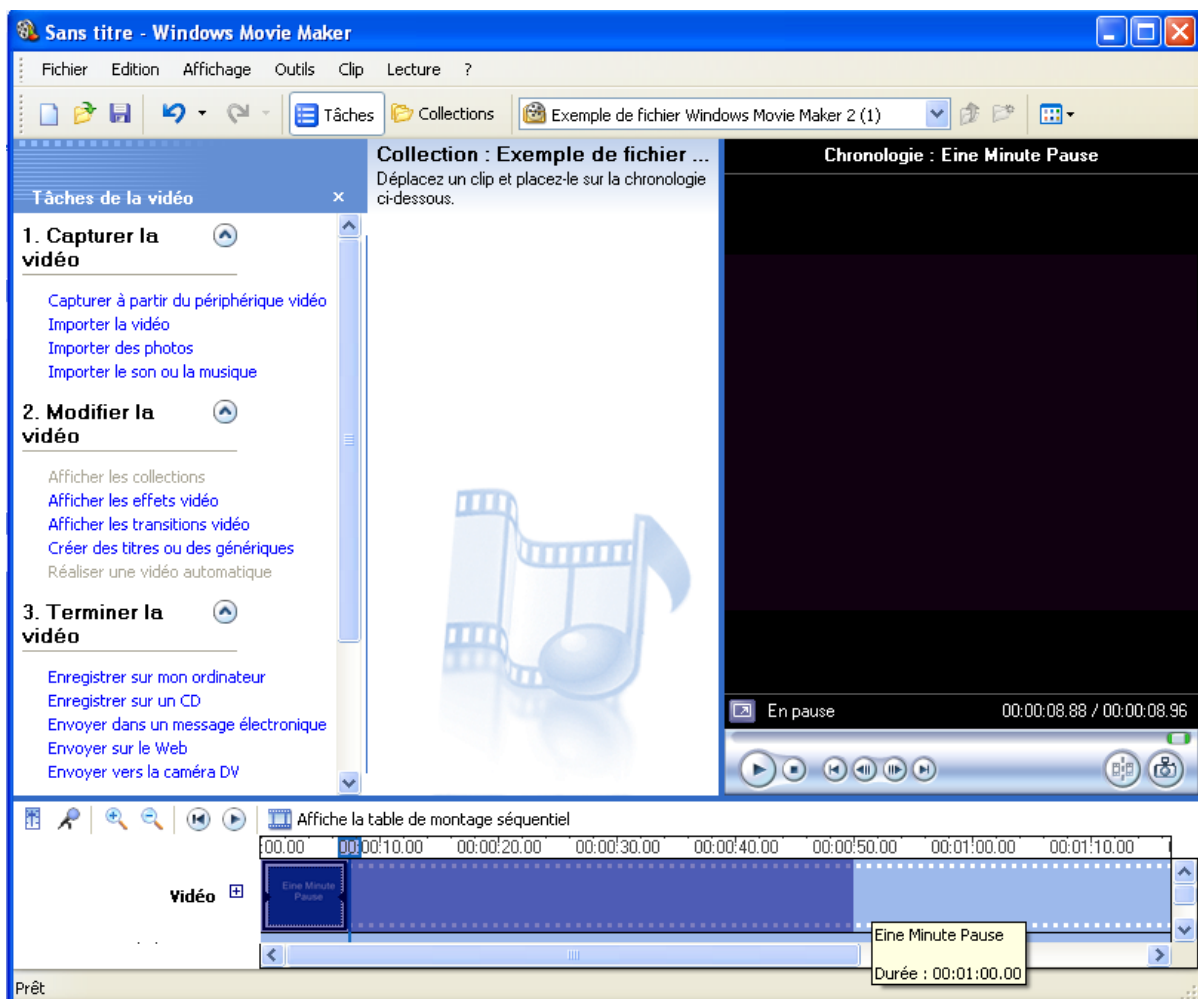 Sans titre - Windows Movie Maker
Fichier Edition Affichage Outils Clip Lecture ?
Tâches Collections Exemple de fichier Windows Movie Maker 2 (1)
Tâches de la vidéo
1. Capturer la
vidéo
Capturer à partir du périphérique vidéo
Importer la vidéo
Importer des photos
Importer le son ou la musique
2. Modifier la
vidéo
Afficher les collections
Afficher les effets vidéo
Afficher les transitions vidéo
Créer des titres ou des génériques
Réaliser une vidéo automatique
3. Terminer la
vidéo
Enregistrer sur mon ordinateur
Enregistrer sur un CD
Envoyer dans un message électronique
Envoyer sur le Web
Envoyer vers la caméra DV
Collection : Exemple de fichier ...
Déplacez un clip et placez-le sur la chronologie
ci-dessous.
Chronologie : Eine Minute Pause
En pause 00:00:08.88 / 00:00:08.96
Affiche la table de montage séquentiel
:00.00 00:00:10.00 00:00:20.00 00:00:30.00 00:00:40.00 00:00:50.00 00:01:00.00 00:01:10.00
Vidéo
Eine Minute
Pause
Eine Minute Pause
Durée : 00:01:00.00
Prêt